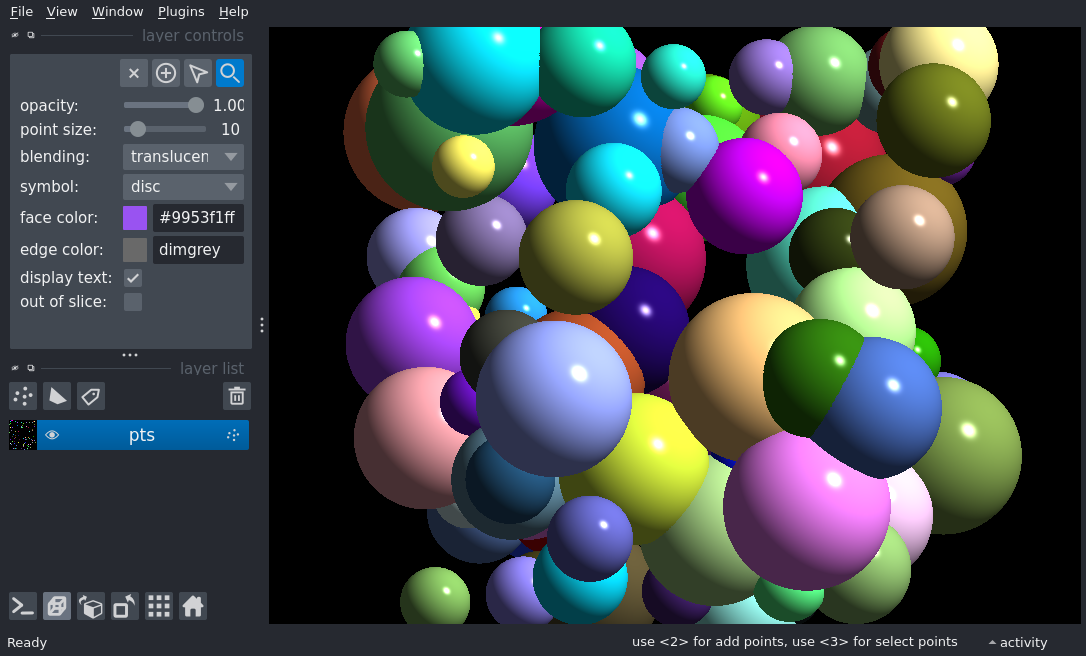 File View Window Plugins Help
layer controls
opacity: 1.00
point size: 10
blending: translucen
symbol: disc
face color: #9953f1ff
edge color: dimgrey
display text:
out of slice:
layer list
pts
Ready
use <2> for add points, use <3> for select points
activity